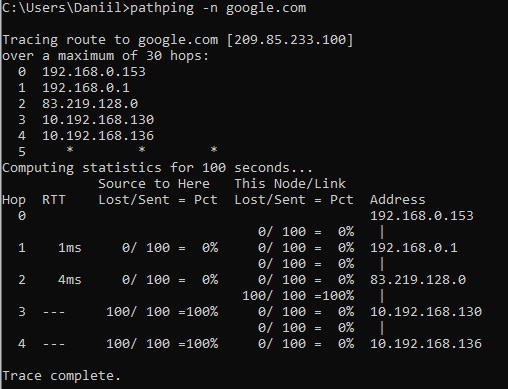 C:\Users\Daniil>pathping -n google.com
Tracing route to google.com [209.85.233.100]
over a maximum of 30 hops:
  0  192.168.0.153
  1  192.168.0.1
  2  83.219.128.0
  3  10.192.168.130
  4  10.192.168.136
  5     *        *        *
Computing statistics for 100 seconds...
            Source to Here   This Node/Link
Hop  RTT    Lost/Sent = Pct  Lost/Sent = Pct  Address
  0                                           192.168.0.153
                                0/ 100 =  0%   |
  1    1ms     0/ 100 =  0%     0/ 100 =  0%  192.168.0.1
                                0/ 100 =  0%   |
  2    4ms     0/ 100 =  0%     0/ 100 =  0%  83.219.128.0
                              100/ 100 =100%   |
  3  ---     100/ 100 =100%     0/ 100 =  0%  10.192.168.130
                                0/ 100 =  0%   |
  4  ---     100/ 100 =100%     0/ 100 =  0%  10.192.168.136
Trace complete.